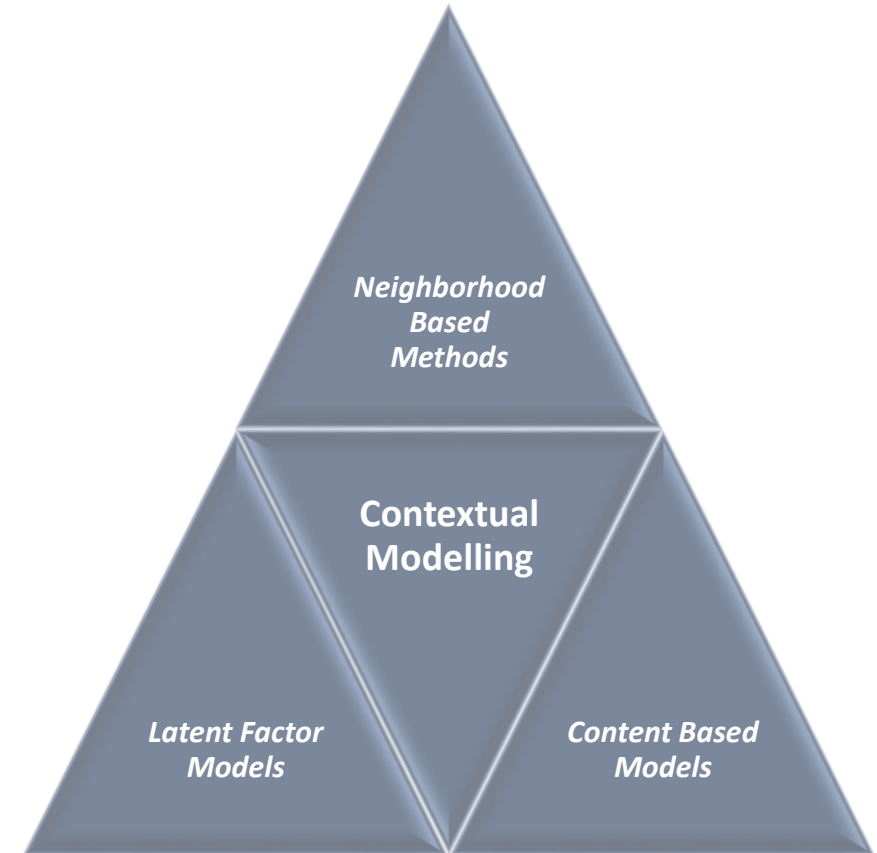 Neighborhood
Based
Methods
Contextual
Modelling
Latent Factor
Models
Content Based
Models